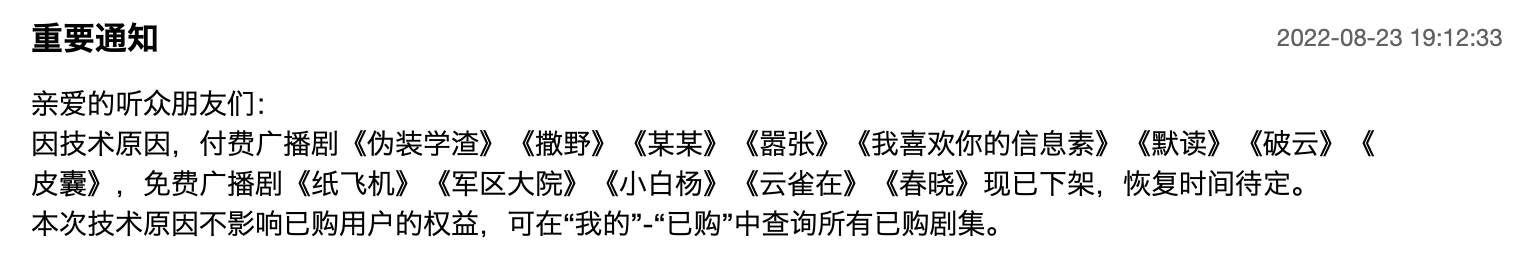 重要通知
2022-08-23 19:12:33
亲爱的听众朋友们：
因技术原因，付费广播剧《伪装学渣》《撒野》《某某》《嚣张》《我喜欢你的信息素》《默读》《破云》《
皮囊》，免费广播剧《纸飞机》《军区大院》《小白杨》《云雀在》《春晓》现已下架，恢复时间待定。
本次技术原因不影响已购用户的权益，可在“我的”-“已购”中查询所有已购剧集。